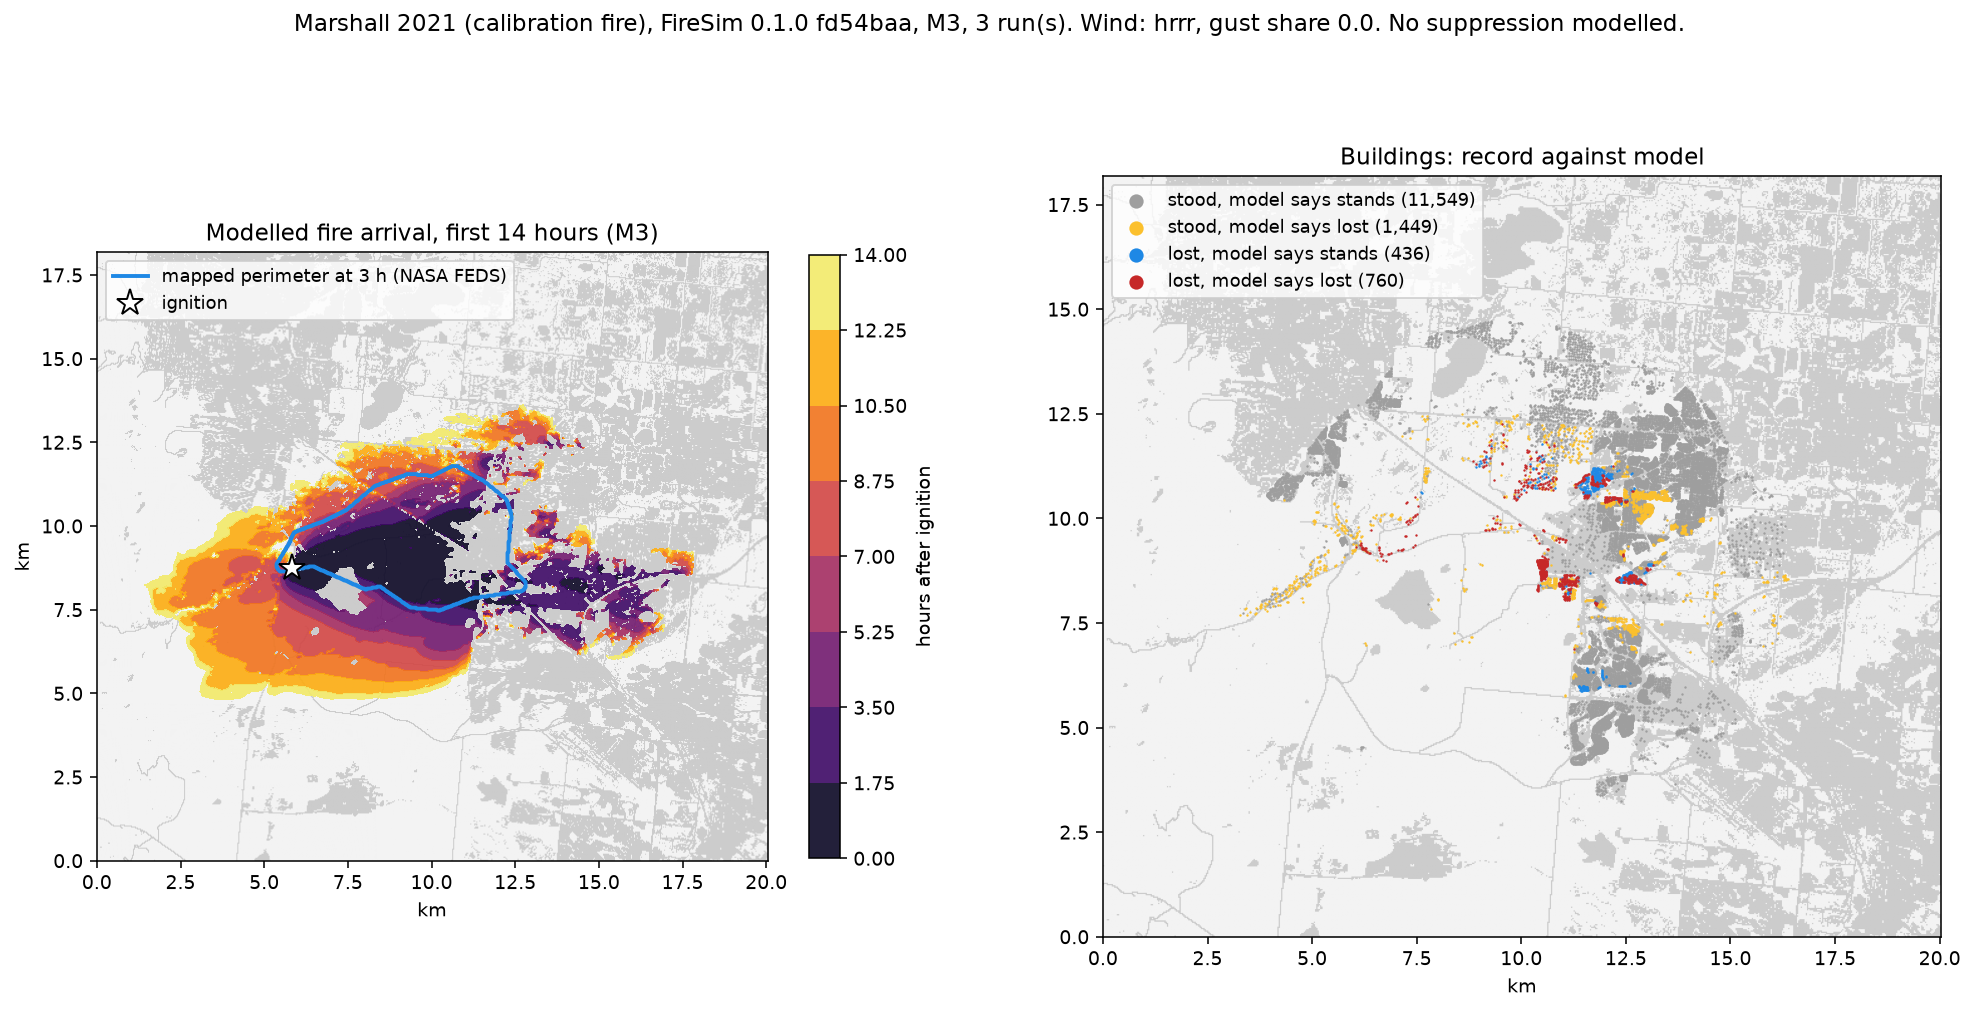 Marshall 2021 (calibration fire), FireSim 0.1.0 fd54baa, M3, 3 run(s). Wind: hrrr, gust share 0.0. No suppression modelled.
Modelled fire arrival, first 14 hours (M3)
mapped perimeter at 3 h (NASA FEDS)
ignition
17.5
15.0
12.5
10.0
7.5
5.0
2.5
0.0
km
0.0 2.5 5.0 7.5 10.0 12.5 15.0 17.5 20.0
km
14.00
12.25
10.50
8.75
7.00
5.25
3.50
1.75
0.00
hours after ignition
Buildings: record against model
stood, model says stands (11,549)
stood, model says lost (1,449)
lost, model says stands (436)
lost, model says lost (760)
17.5
15.0
12.5
10.0
7.5
5.0
2.5
0.0
km
0.0 2.5 5.0 7.5 10.0 12.5 15.0 17.5 20.0
km